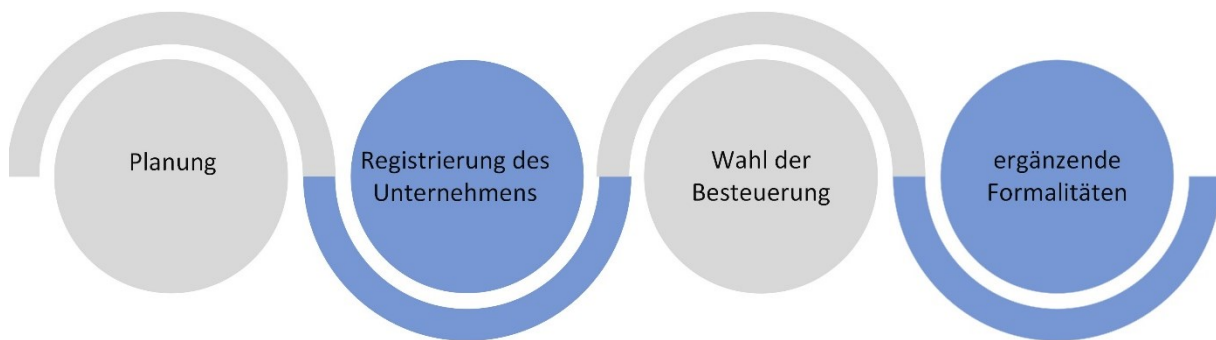 Planung
Registrierung des
Unternehmens
Wahl der
Besteuerung
ergänzende
Formalitäten